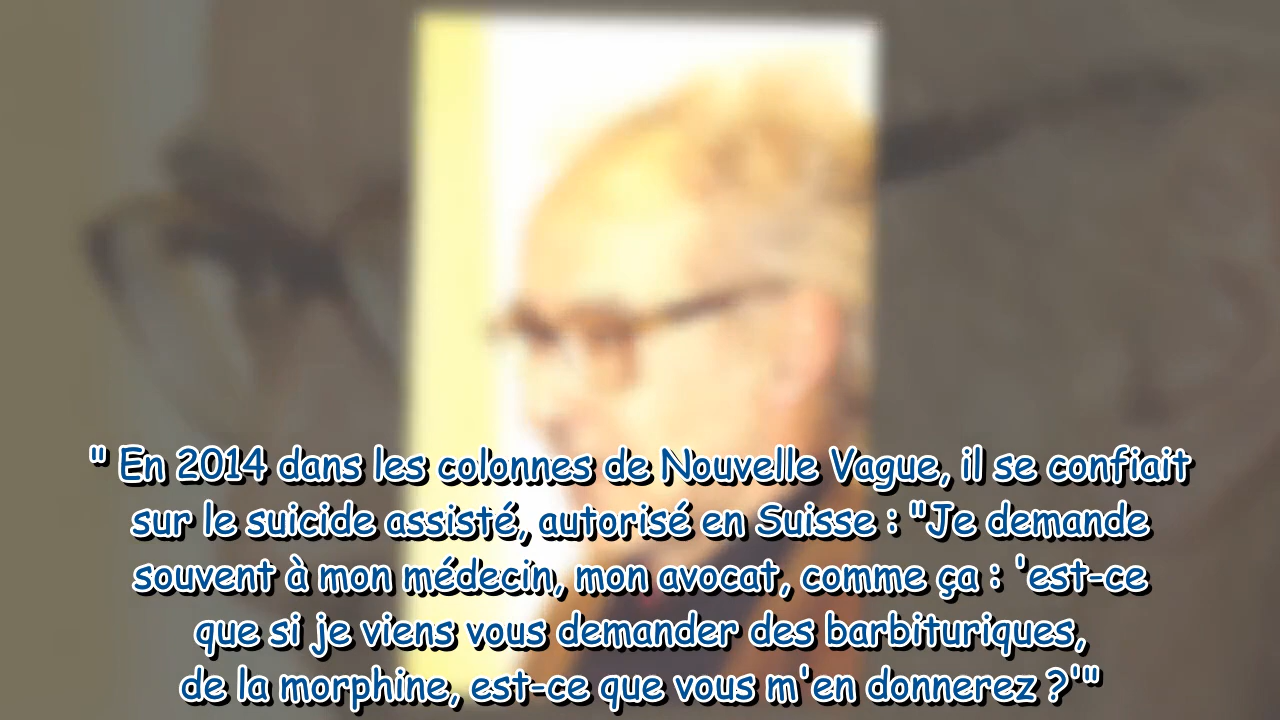 " En 2014 dans les colonnes de Nouvelle Vague, il se confiait
sur le suicide assisté, autorisé en Suisse : "Je demande
souvent à mon médecin, mon avocat, comme ça : 'est-ce
que si je viens vous demander des barbituriques,
de la morphine, est-ce que vous m'en donnerez ?'"